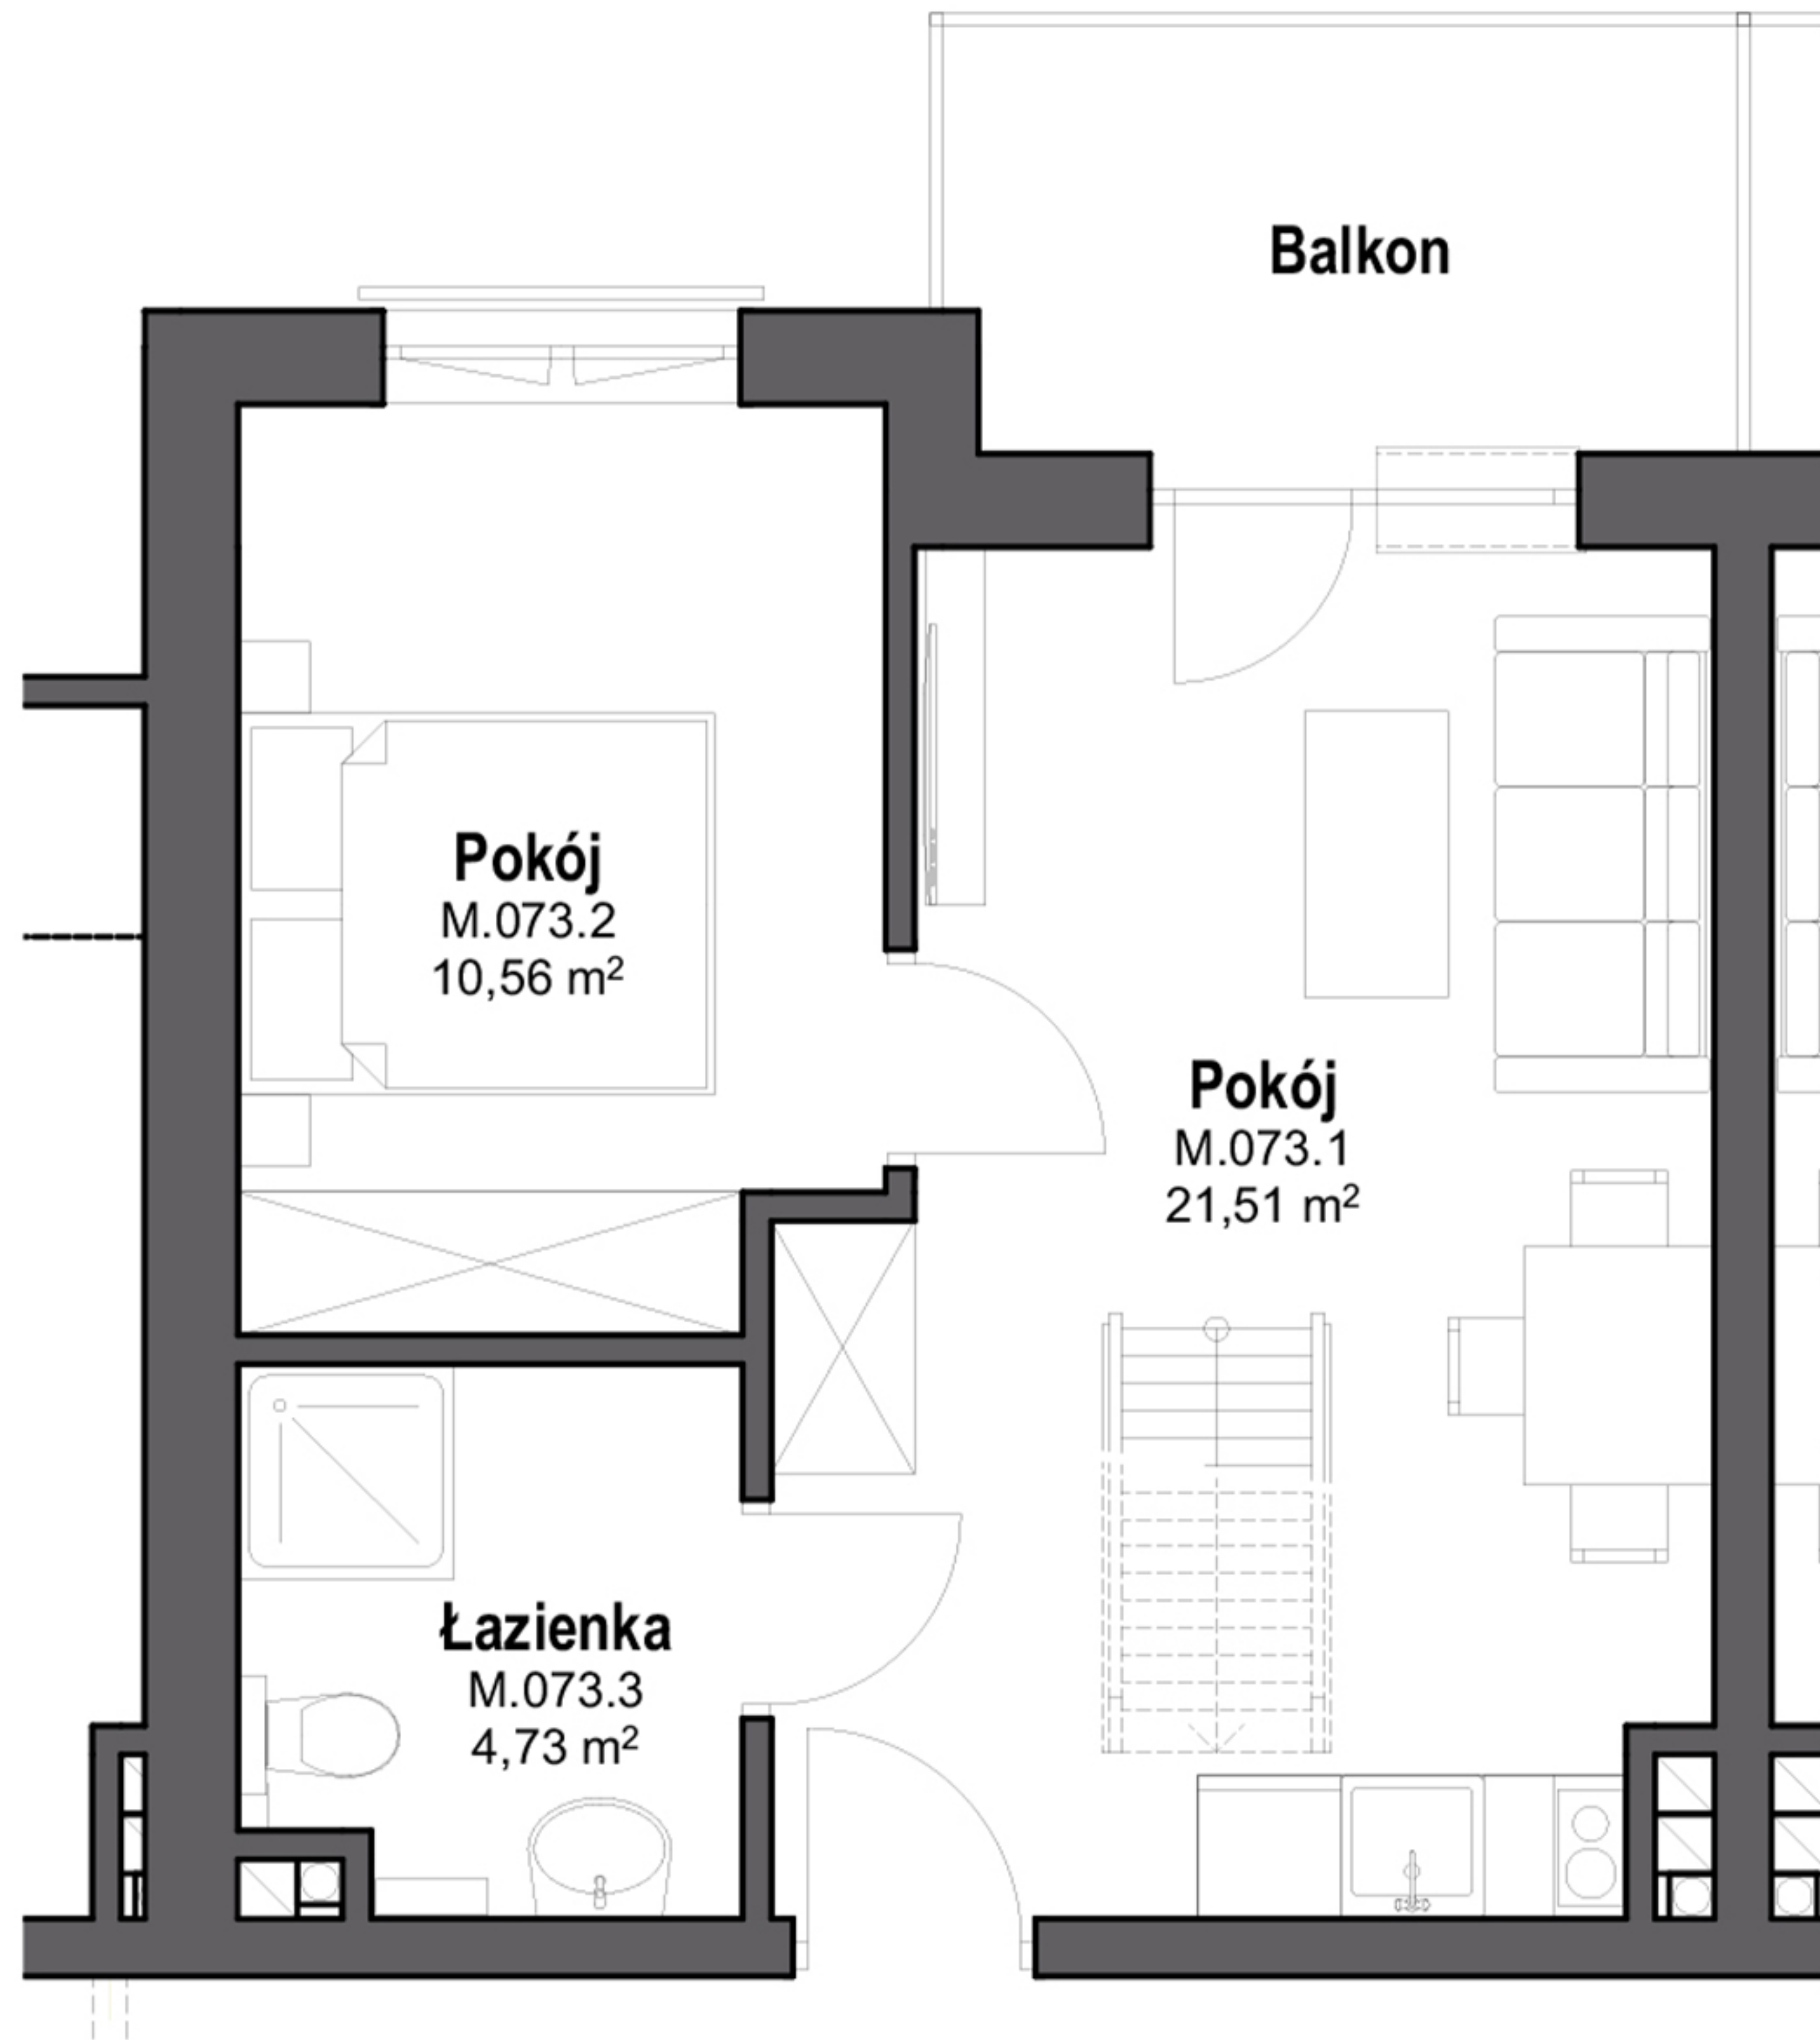 Balkon
Pokój
M.073.2
10,56 m²
Pokój
M.073.1
21,51 m²
Łazienka
M.073.3
4,73 m²